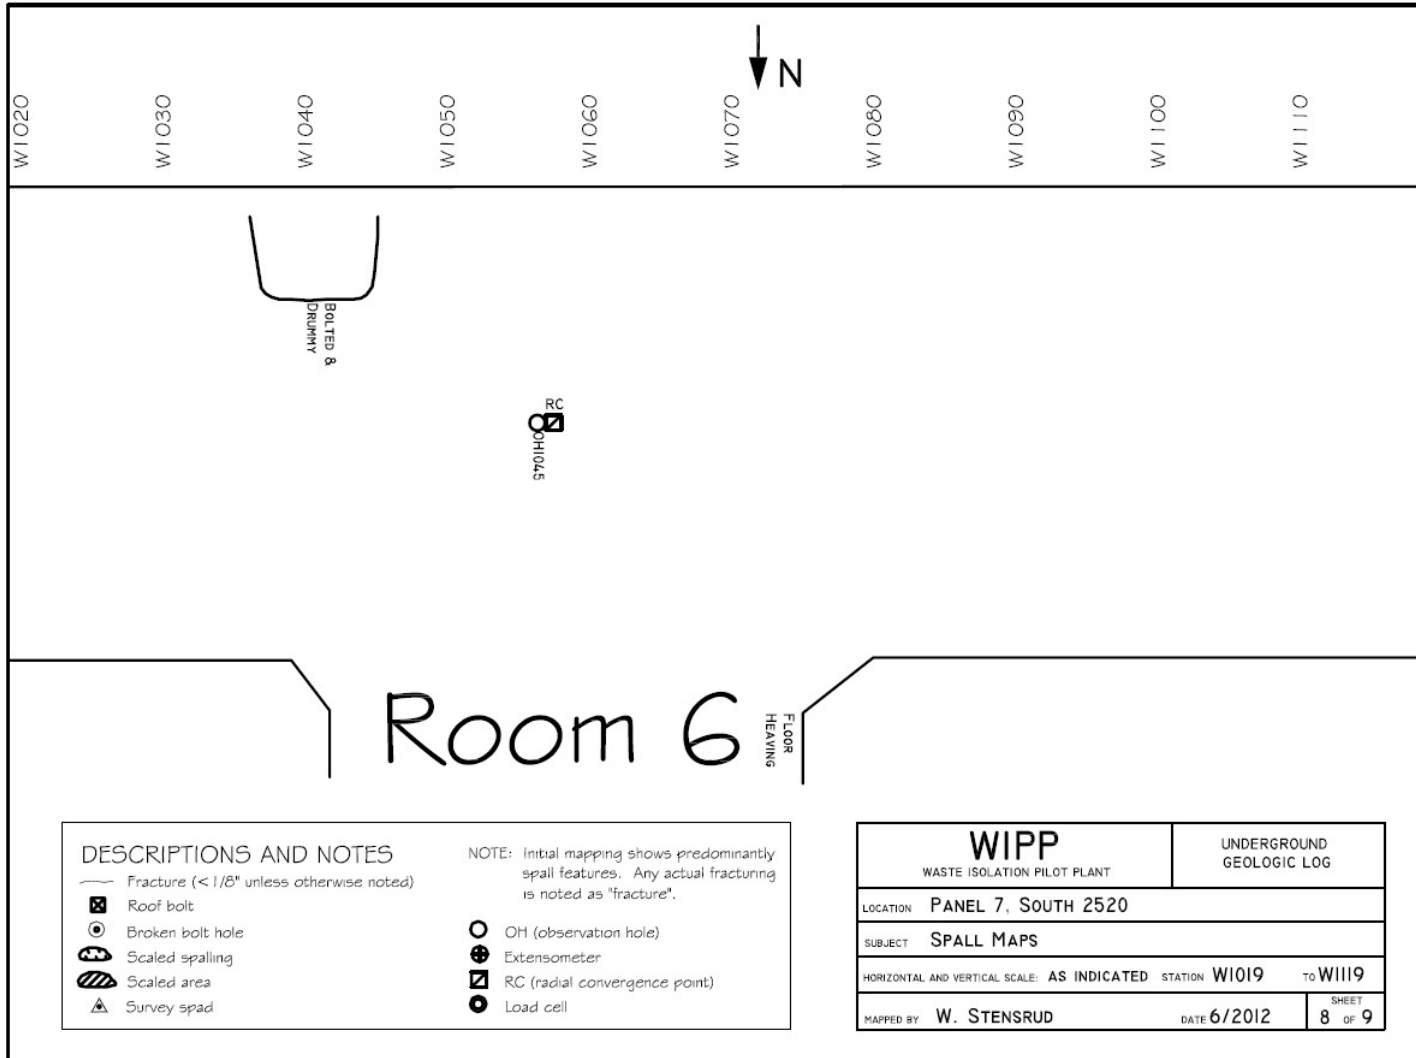 N
W1020
W1030
W1040
W1050
W1060
W1070
W1080
W1090
W1100
W1110
BOLTED &
DRUMMY
RC
OH1045
Room 6
FLOOR
HEAVING
DESCRIPTIONS AND NOTES
Fracture (< 1/8" unless otherwise noted)
Roof bolt
Broken bolt hole
Scaled spalling
Scaled area
Survey spad
NOTE: Initial mapping shows predominantly
spall features. Any actual fracturing
is noted as "fracture".
OH (observation hole)
Extensometer
RC (radial convergence point)
Load cell
WIPP
WASTE ISOLATION PILOT PLANT
UNDERGROUND
GEOLOGIC LOG
LOCATION PANEL 7, SOUTH 2520
SUBJECT SPALL MAPS
HORIZONTAL AND VERTICAL SCALE: AS INDICATED STATION W1019 TO W1119
MAPPED BY W. STENSRUD DATE 6/2012
SHEET
8 OF 9